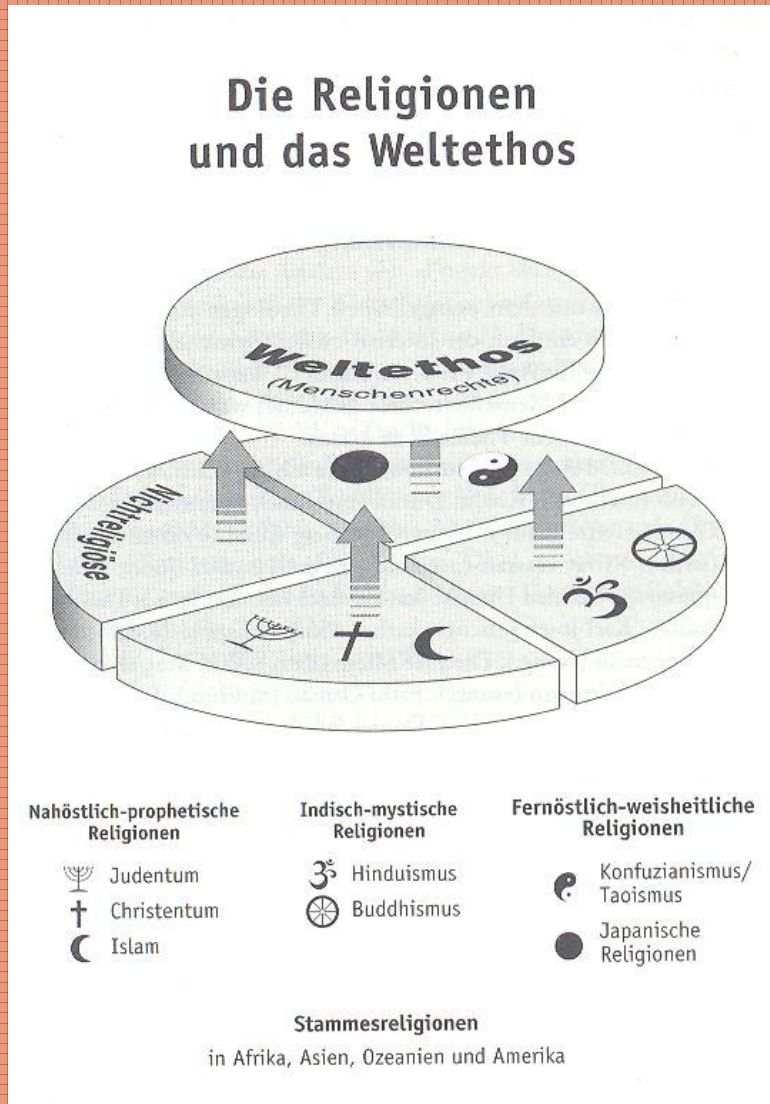 Die Religionen
und das Weltethos
Weltethos
(Menschenrechte)
Nichtreligiöse
Nahöstlich-prophetische
Religionen
Judentum
Christentum
Islam
Indisch-mystische
Religionen
Hinduismus
Buddhismus
Fernöstlich-weisheitliche
Religionen
Konfuzianismus/
Taoismus
Japanische
Religionen
Stammesreligionen
in Afrika, Asien, Ozeanien und Amerika